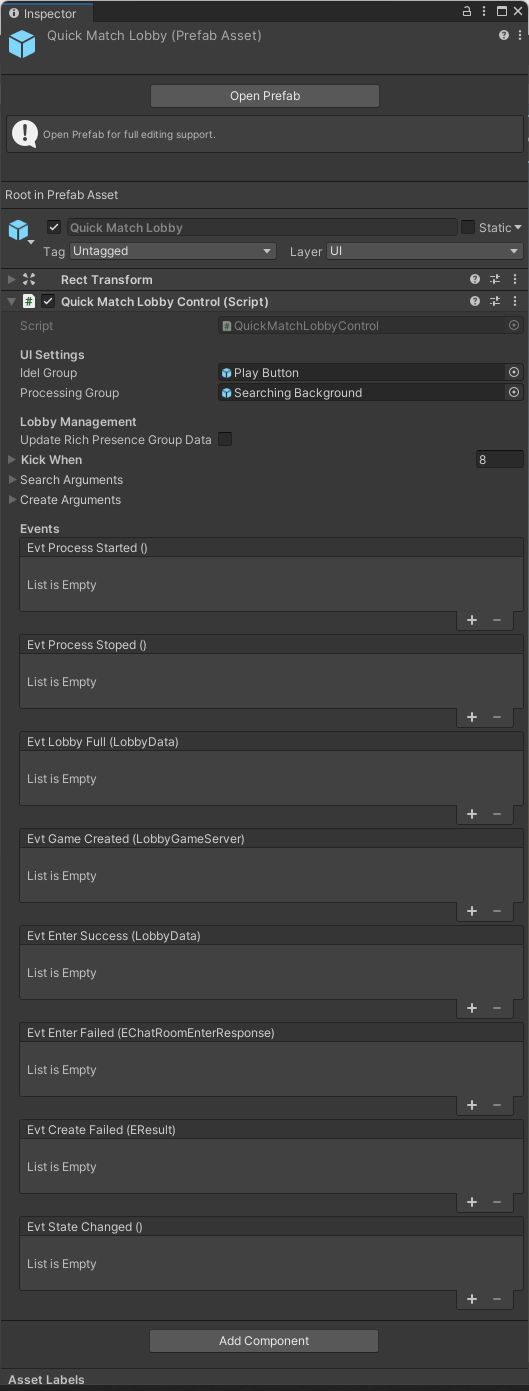 Inspector
Quick Match Lobby (Prefab Asset)
Open Prefab
Open Prefab for full editing support.
Root in Prefab Asset
Quick Match Lobby Static
Tag Untagged Layer UI
Rect Transform
# Quick Match Lobby Control (Script)
Script # QuickMatchLobbyControl
UI Settings
Idel Group Play Button
Processing Group Searching Background
Lobby Management
Update Rich Presence Group Data
Kick When 8
Search Arguments
Create Arguments
Events
Evt Process Started ()
List is Empty
+ −
Evt Process Stoped ()
List is Empty
+ −
Evt Lobby Full (LobbyData)
List is Empty
+ −
Evt Game Created (LobbyGameServer)
List is Empty
+ −
Evt Enter Success (LobbyData)
List is Empty
+ −
Evt Enter Failed (EChatRoomEnterResponse)
List is Empty
+ −
Evt Create Failed (EResult)
List is Empty
+ −
Evt State Changed ()
List is Empty
+ −
Add Component
Asset Labels